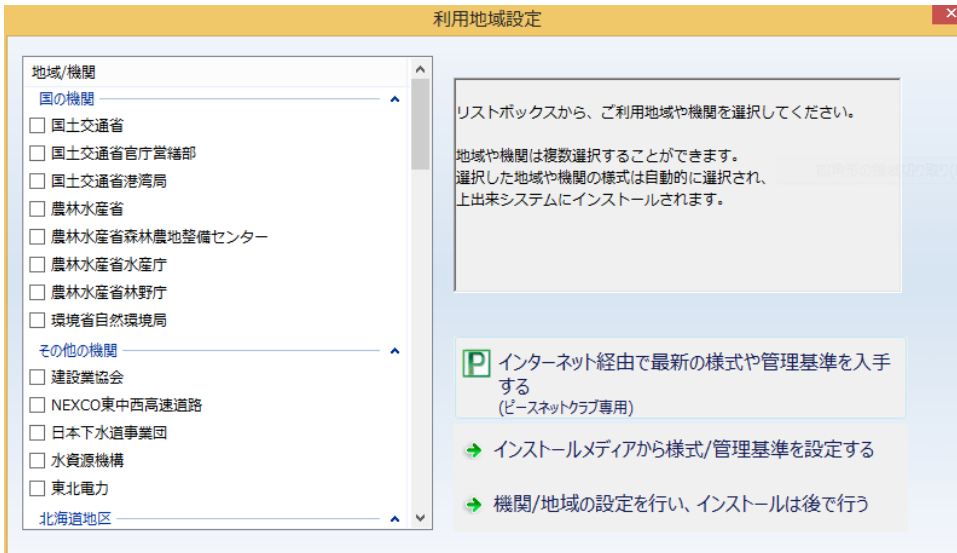 利用地域設定
地域/機関
国の機関
国土交通省
国土交通省官庁営繕部
国土交通省港湾局
農林水産省
農林水産省森林農地整備センター
農林水産省水産庁
農林水産省林野庁
環境省自然環境局
その他の機関
建設業協会
NEXCO東中西高速道路
日本下水道事業団
水資源機構
東北電力
北海道地区
リストボックスから、ご利用地域や機関を選択してください。
地域や機関は複数選択することができます。
選択した地域や機関の様式は自動的に選択され、
上出来システムにインストールされます。
P インターネット経由で最新の様式や管理基準を入手
する
(ピースネットクラブ専用)
インストールメディアから様式/管理基準を設定する
機関/地域の設定を行い、インストールは後で行う